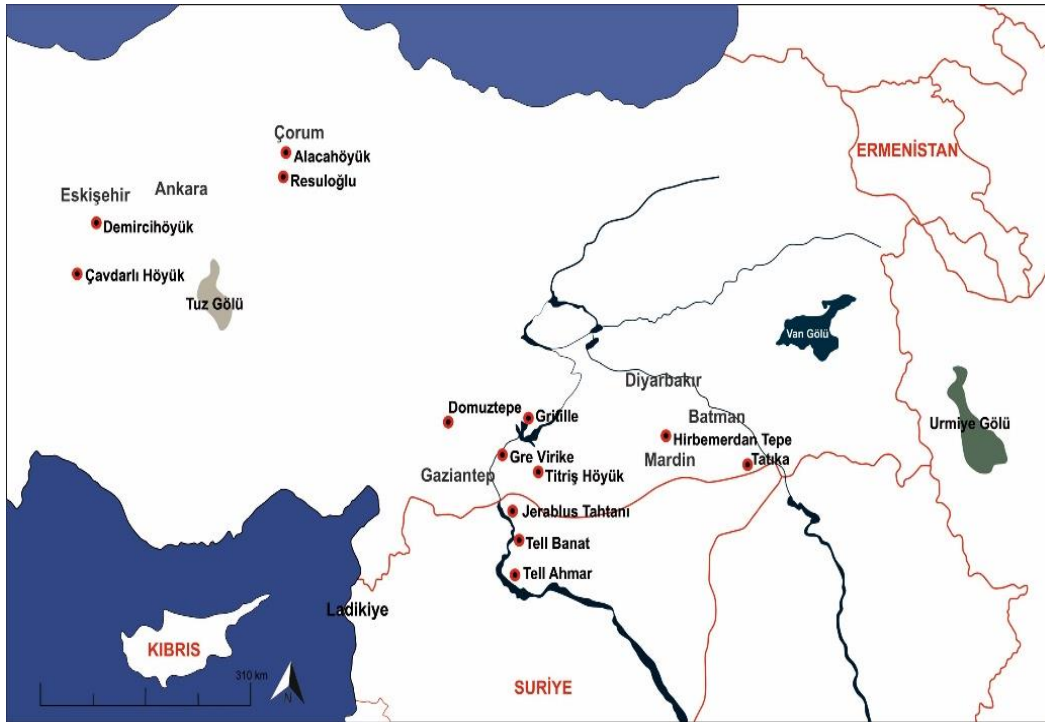 Çorum
Alacahöyük
Resuloğlu
ERMENİSTAN
Eskişehir
Ankara
Demircihöyük
Çavdarlı Höyük
Tuz Gölü
Van Gölü
Urmiye Gölü
Diyarbakır
Batman
Domuztepe
Gritille
Hirbemerdan Tepe
Gre Virike
Mardin
Tatıka
Gaziantep
Titriş Höyük
Jerablus Tahtanı
Tell Banat
Tell Ahmar
Ladikiye
KIBRIS
310 km
N
SURİYE